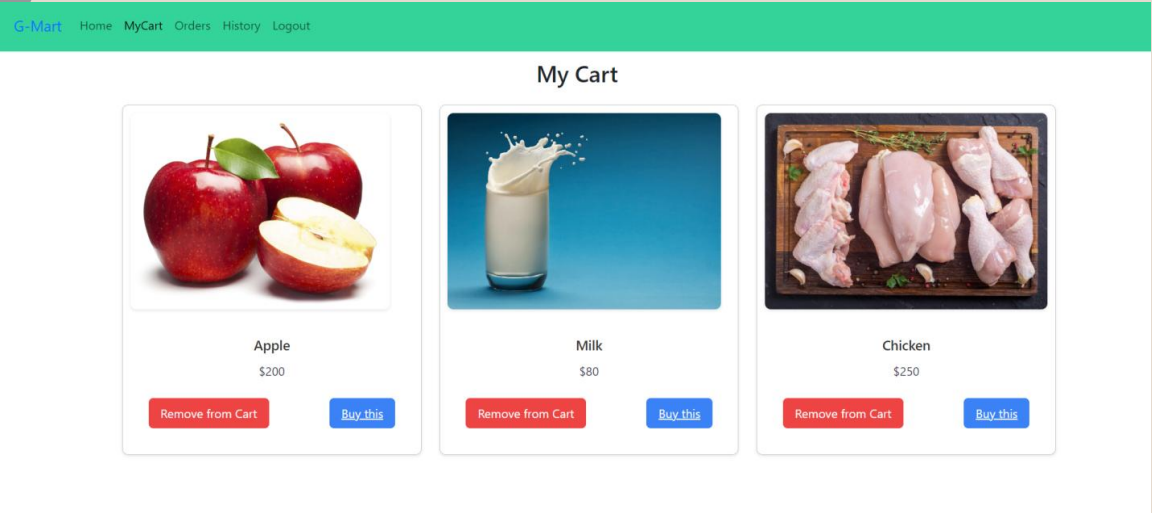 G-Mart Home MyCart Orders History Logout
My Cart
Apple
$200
Remove from Cart Buy this
Milk
$80
Remove from Cart Buy this
Chicken
$250
Remove from Cart Buy this